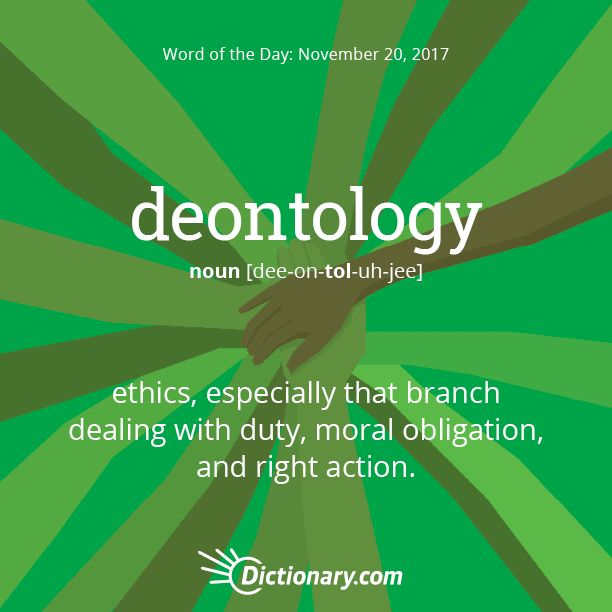 Word of the Day: November 20, 2017
deontology
noun [dee-on-tol-uh-jee]
ethics, especially that branch
dealing with duty, moral obligation,
and right action.
Dictionary.com